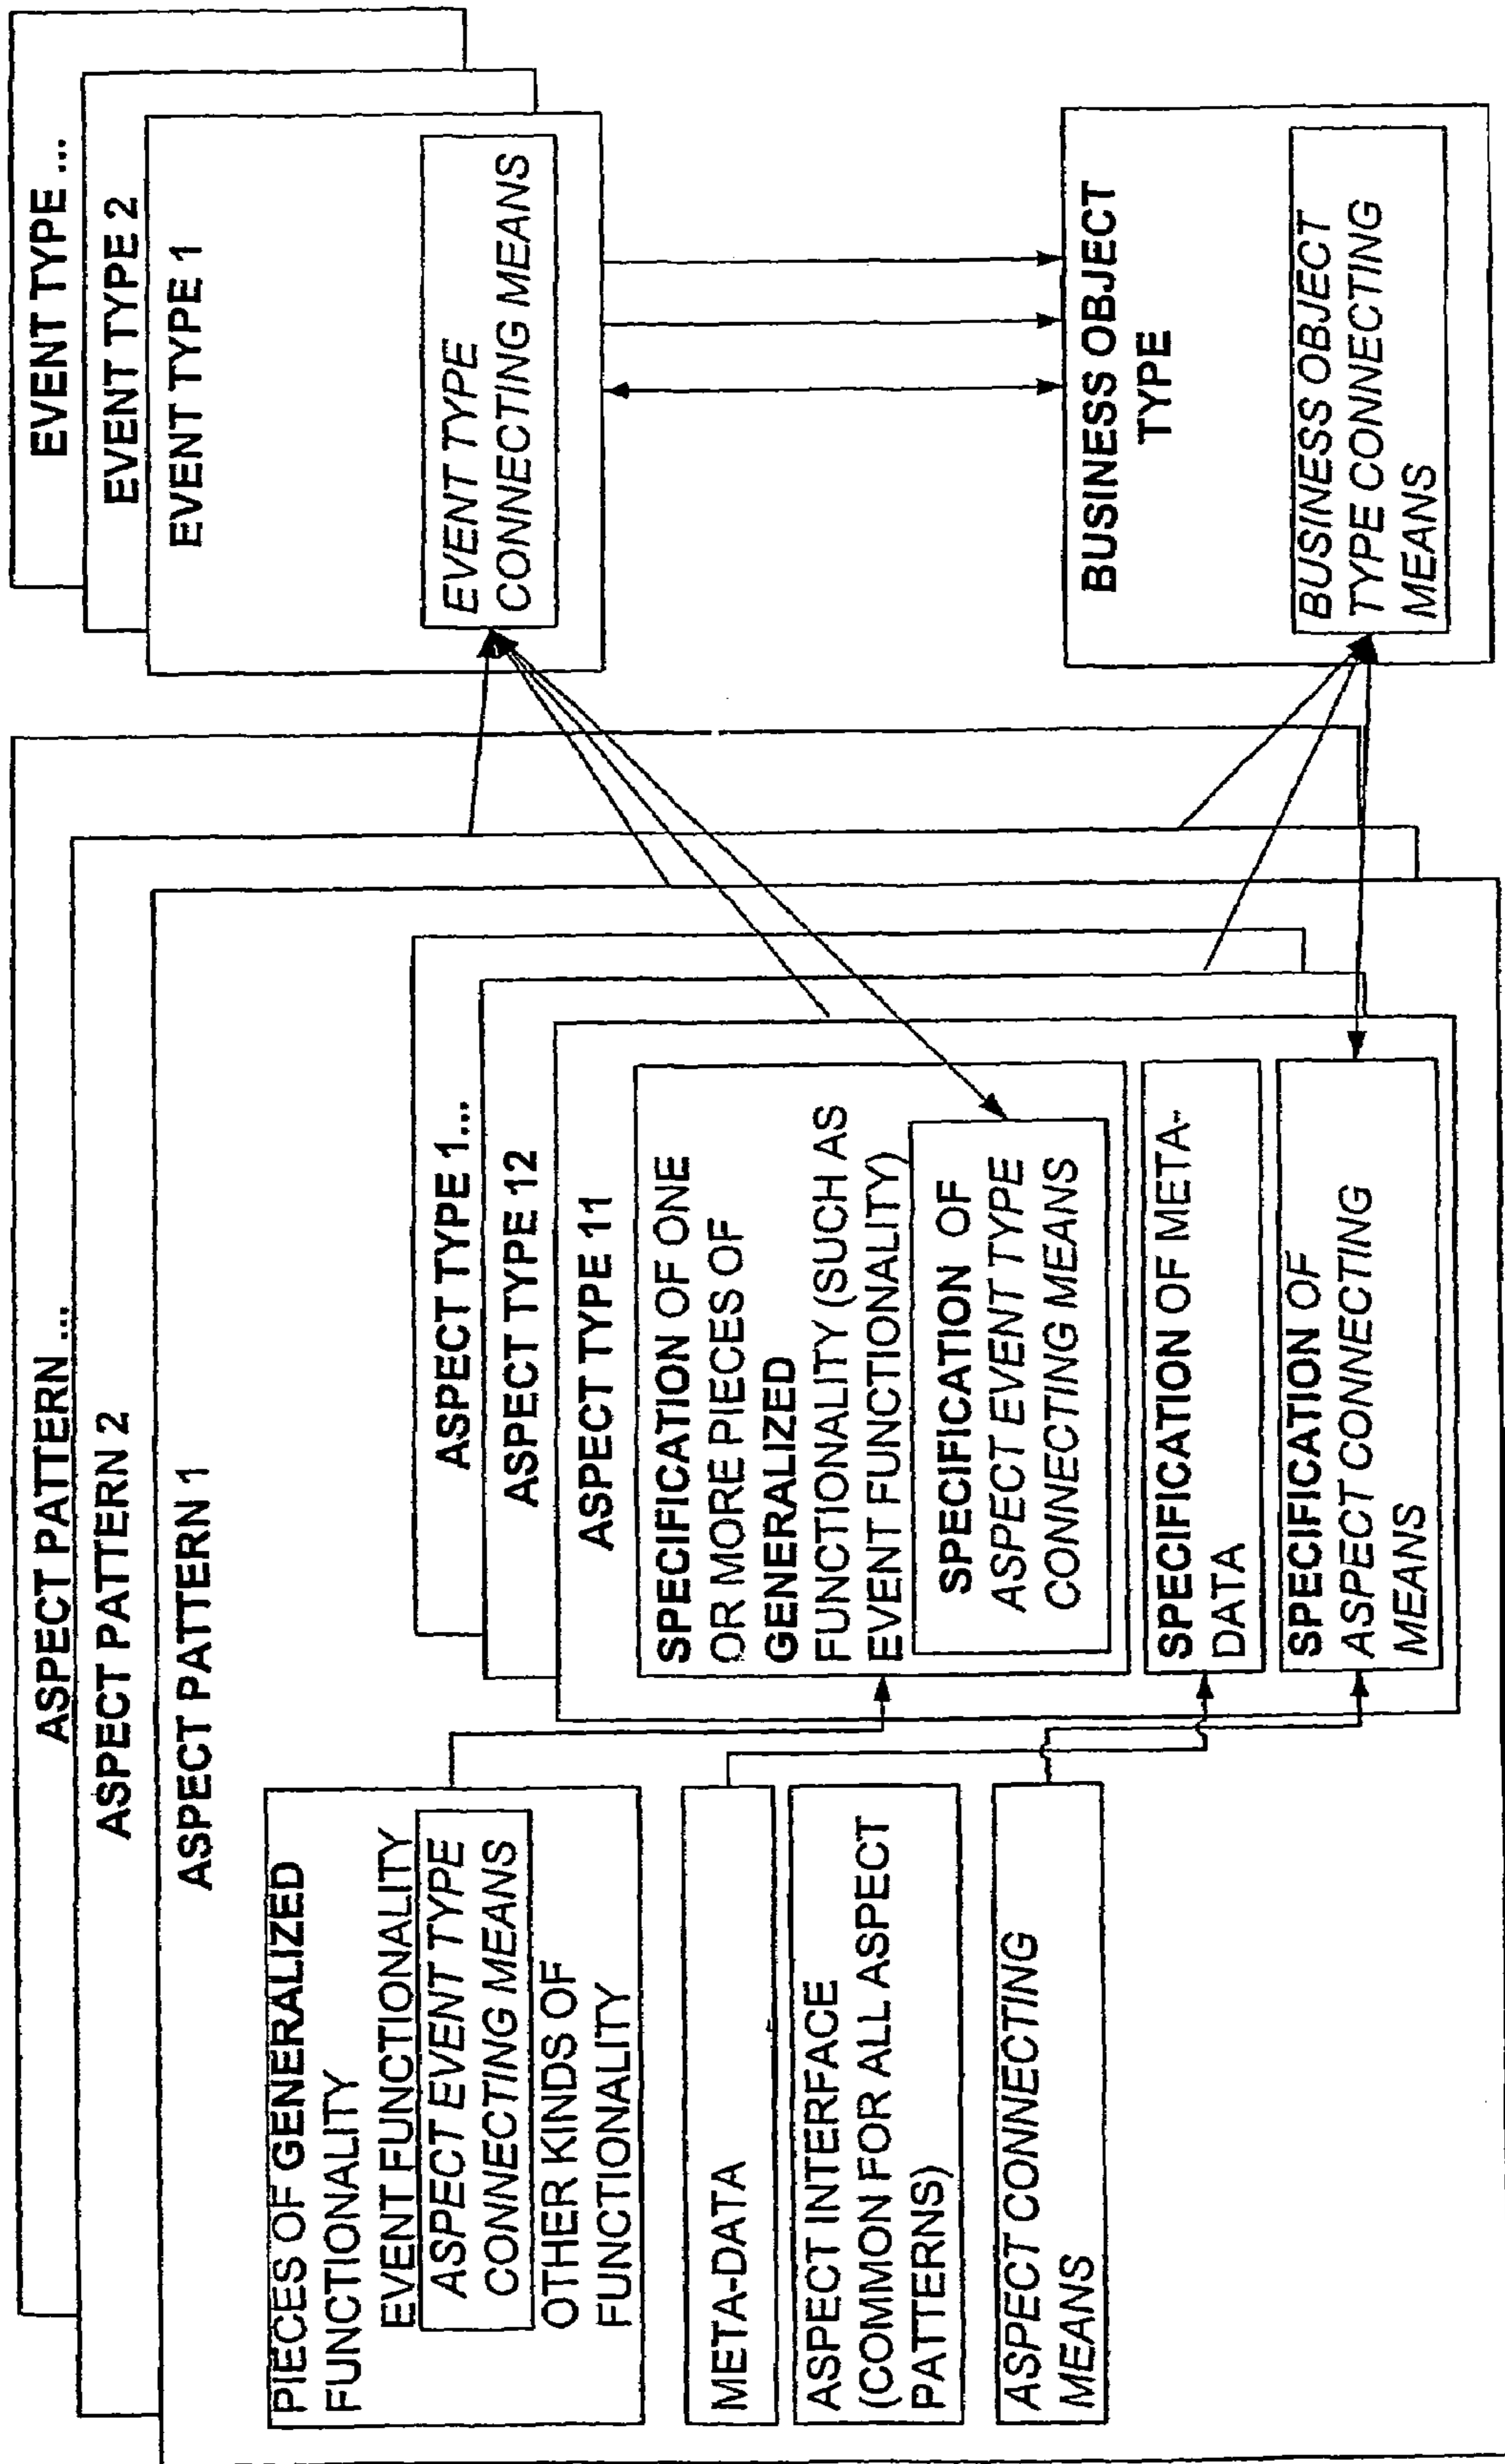 ASPECT PATTERN ...
ASPECT PATTERN 2
ASPECT PATTERN 1
PIECES OF GENERALIZED
FUNCTIONALITY
EVENT FUNCTIONALITY
ASPECT EVENT TYPE
CONNECTING MEANS
OTHER KINDS OF
FUNCTIONALITY
META-DATA
ASPECT INTERFACE
(COMMON FOR ALL ASPECT
PATTERNS)
ASPECT CONNECTING
MEANS
ASPECT TYPE 1...
ASPECT TYPE 12
ASPECT TYPE 11
SPECIFICATION OF ONE
OR MORE PIECES OF
GENERALIZED
FUNCTIONALITY (SUCH AS
EVENT FUNCTIONALITY)
SPECIFICATION OF
ASPECT EVENT TYPE
CONNECTING MEANS
SPECIFICATION OF META-
DATA
SPECIFICATION OF
ASPECT CONNECTING
MEANS
EVENT TYPE ...
EVENT TYPE 2
EVENT TYPE 1
EVENT TYPE
CONNECTING MEANS
BUSINESS OBJECT
TYPE
BUSINESS OBJECT
TYPE CONNECTING
MEANS